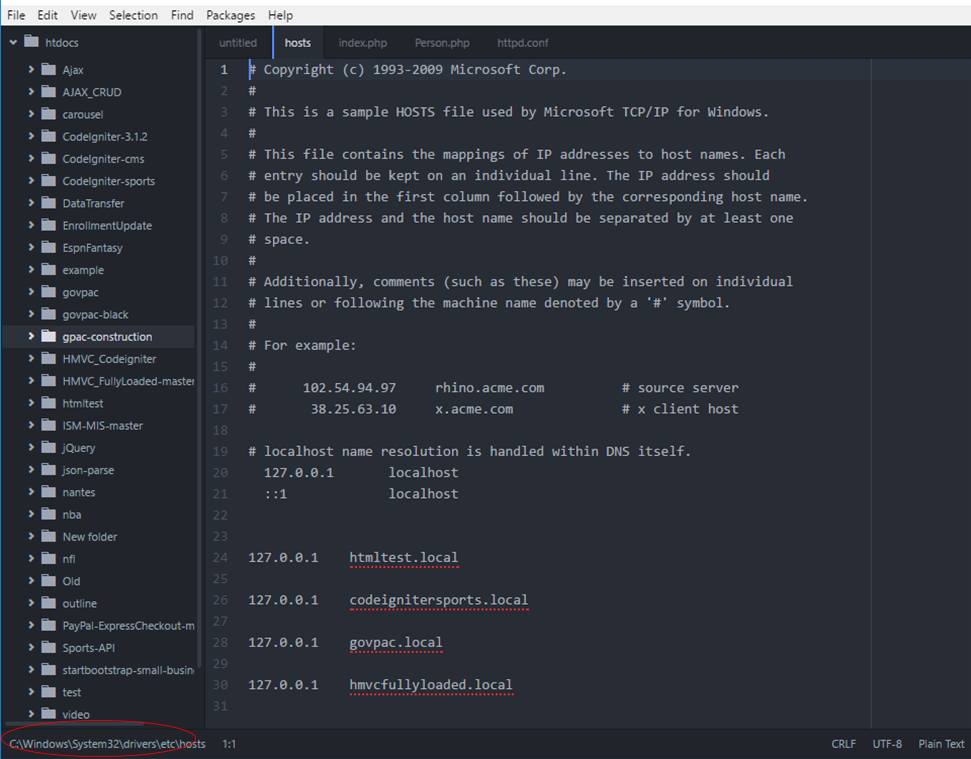 File Edit View Selection Find Packages Help
htdocs
Ajax
AJAX_CRUD
carousel
CodeIgniter-3.1.2
CodeIgniter-cms
CodeIgniter-sports
DataTransfer
EnrollmentUpdate
EspnFantasy
example
govpac
govpac-black
gpac-construction
HMVC_Codeigniter
HMVC_FullyLoaded-master
htmltest
ISM-MIS-master
jQuery
json-parse
nantes
nba
New folder
nfl
Old
outline
PayPal-ExpressCheckout-m
Sports-API
startbootstrap-small-busin
test
video
untitled hosts index.php Person.php httpd.conf
1 # Copyright (c) 1993-2009 Microsoft Corp.
2 #
3 # This is a sample HOSTS file used by Microsoft TCP/IP for Windows.
4 #
5 # This file contains the mappings of IP addresses to host names. Each
6 # entry should be kept on an individual line. The IP address should
7 # be placed in the first column followed by the corresponding host name.
8 # The IP address and the host name should be separated by at least one
9 # space.
10 #
11 # Additionally, comments (such as these) may be inserted on individual
12 # lines or following the machine name denoted by a '#' symbol.
13 #
14 # For example:
15 #
16 # 102.54.94.97 rhino.acme.com # source server
17 # 38.25.63.10 x.acme.com # x client host
18
19 # localhost name resolution is handled within DNS itself.
20 127.0.0.1 localhost
21 ::1 localhost
22
23
24 127.0.0.1 htmltest.local
25
26 127.0.0.1 codeignitersports.local
27
28 127.0.0.1 govpac.local
29
30 127.0.0.1 hmvcfullyloaded.local
31
C:\Windows\System32\drivers\etc\hosts 1:1 CRLF UTF-8 Plain Text